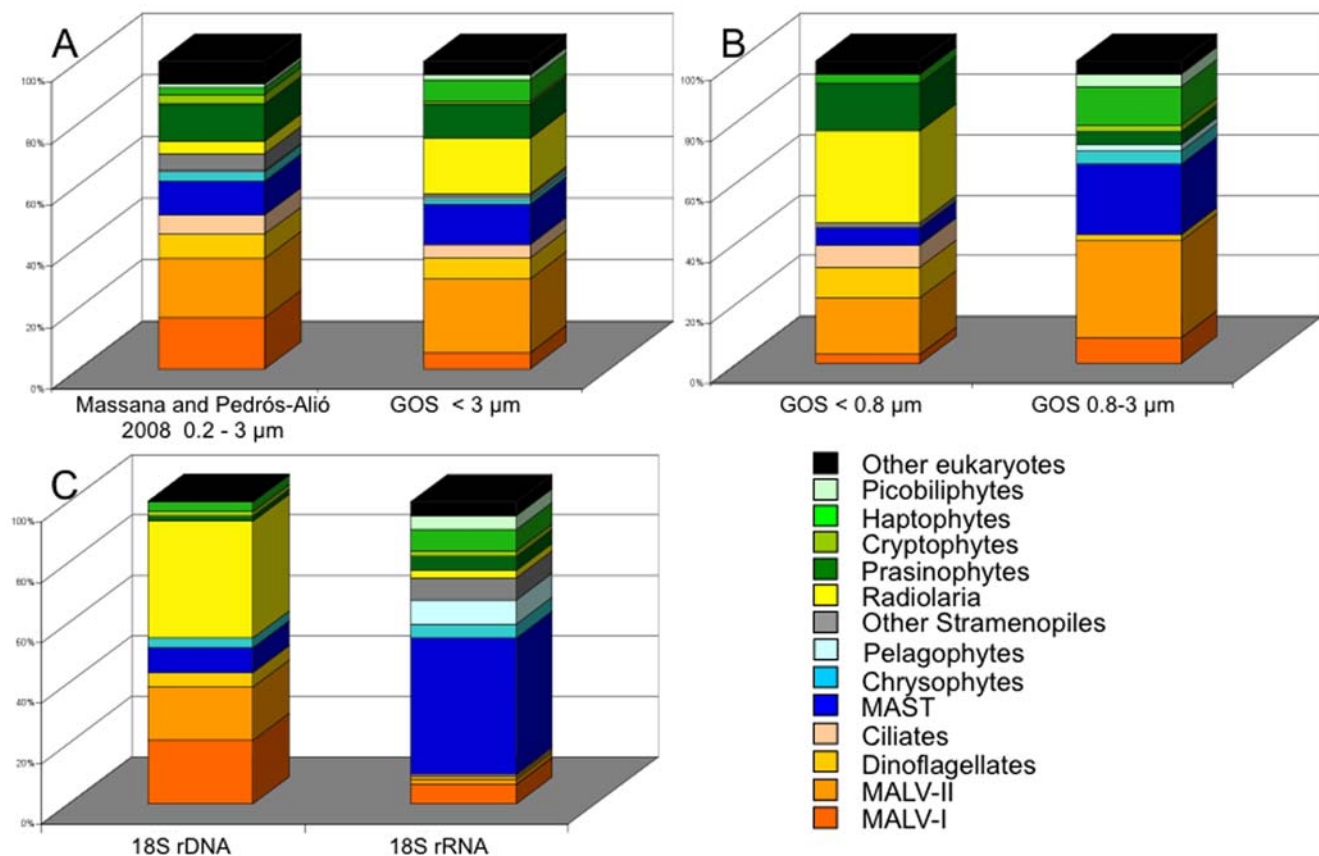 A
100%
80%
60%
40%
20%
0%
Massana and Pedrós-Alió
2008 0.2 - 3 µm
GOS < 3 µm
B
100%
80%
60%
40%
20%
0%
GOS < 0.8 µm
GOS 0.8-3 µm
C
100%
80%
60%
40%
20%
0%
18S rDNA
18S rRNA
Other eukaryotes
Picobiliphytes
Haptophytes
Cryptophytes
Prasinophytes
Radiolaria
Other Stramenopiles
Pelagophytes
Chrysophytes
MAST
Ciliates
Dinoflagellates
MALV-II
MALV-I